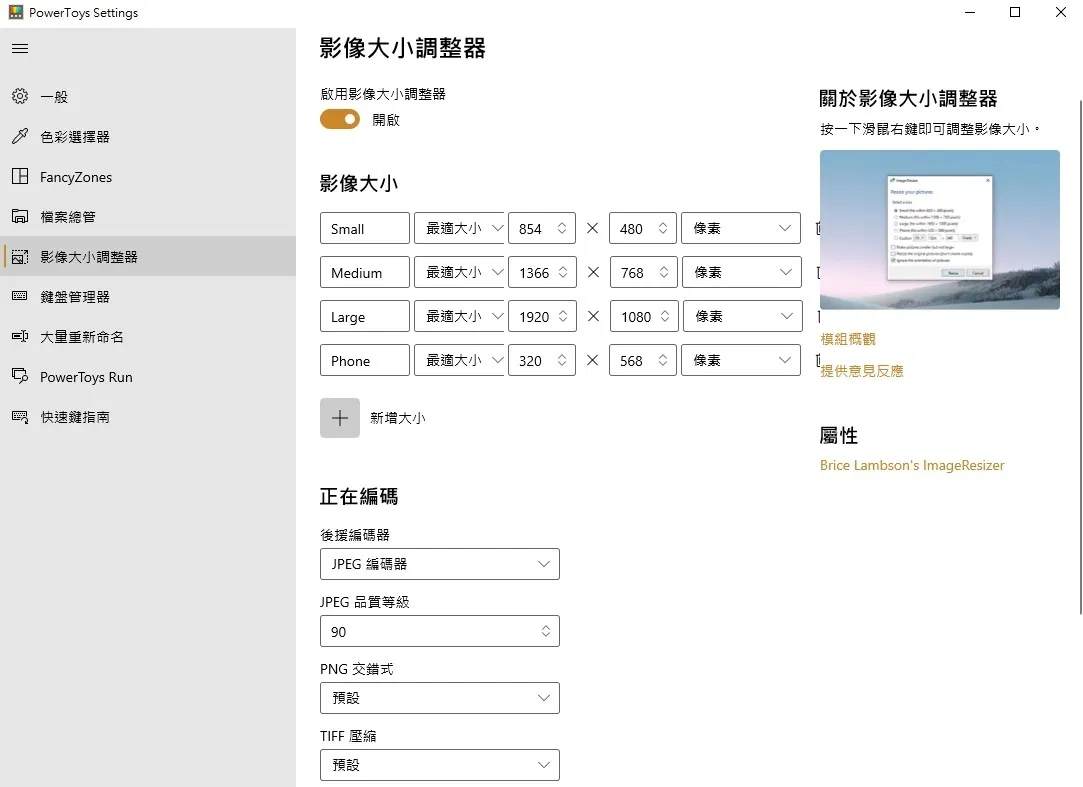 PowerToys Settings
一般
色彩選擇器
FancyZones
檔案總管
影像大小調整器
鍵盤管理器
大量重新命名
PowerToys Run
快速鍵指南
影像大小調整器
啟用影像大小調整器
開啟
影像大小
Small 最適大小 854 × 480 像素
Medium 最適大小 1366 × 768 像素
Large 最適大小 1920 × 1080 像素
Phone 最適大小 320 × 568 像素
新增大小
正在編碼
後援編碼器
JPEG 編碼器
JPEG 品質等級
90
PNG 交錯式
預設
TIFF 壓縮
預設
關於影像大小調整器
按一下滑鼠右鍵即可調整影像大小。
Image Resizer
Resize your pictures
模組概觀
提供意見反應
屬性
Brice Lambson's ImageResizer